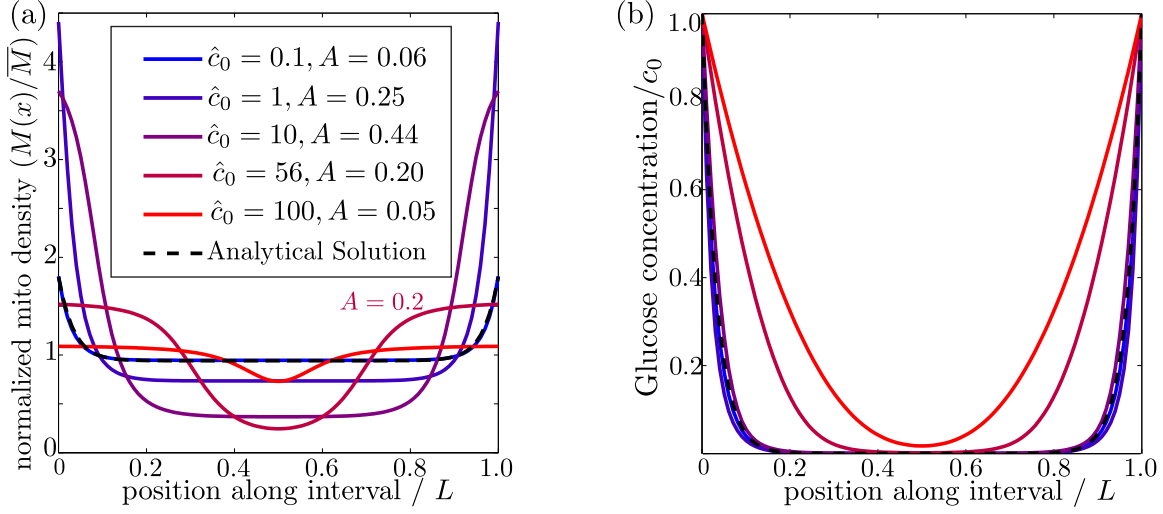 (a)
normalized mito density (M(x)/M̅)
4
3
2
1
0
ĉ₀ = 0.1, A = 0.06
ĉ₀ = 1, A = 0.25
ĉ₀ = 10, A = 0.44
ĉ₀ = 56, A = 0.20
ĉ₀ = 100, A = 0.05
Analytical Solution
A = 0.2
0 0.2 0.4 0.6 0.8 1.0
position along interval / L
(b)
Glucose concentration/c₀
1.0
0.8
0.6
0.4
0.2
0 0.2 0.4 0.6 0.8 1.0
position along interval / L